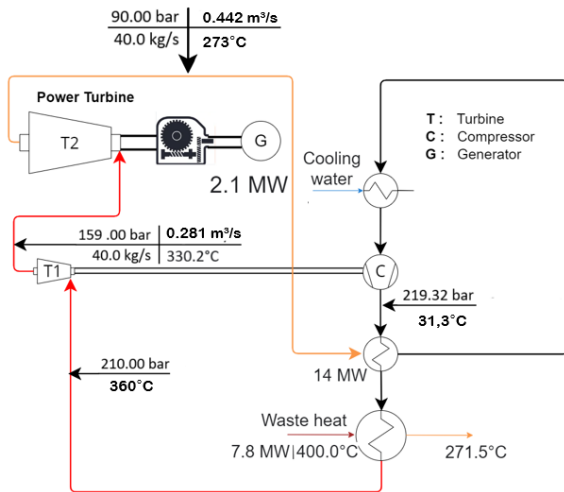 90.00 bar 0.442 m³/s
40.0 kg/s 273°C
Power Turbine
T2
G
2.1 MW
T : Turbine
C : Compressor
G : Generator
Cooling
water
159 .00 bar 0.281 m³/s
40.0 kg/s 330.2°C
T1
C
219.32 bar
31,3°C
210.00 bar
360°C
14 MW
Waste heat
7.8 MW|400.0°C
271.5°C